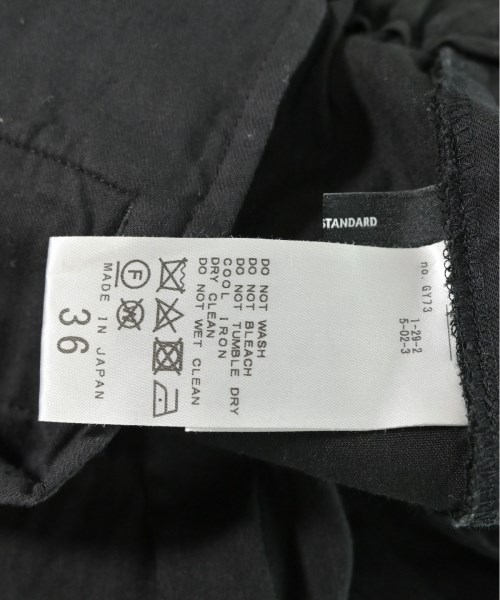 STANDARD
no. GY73
1-29-2
5-02-3
DO NOT WASH
DO NOT BLEACH
DO NOT TUMBLE DRY
COOL IRON
DRY CLEAN
DO NOT WET CLEAN
F
MADE IN JAPAN
36